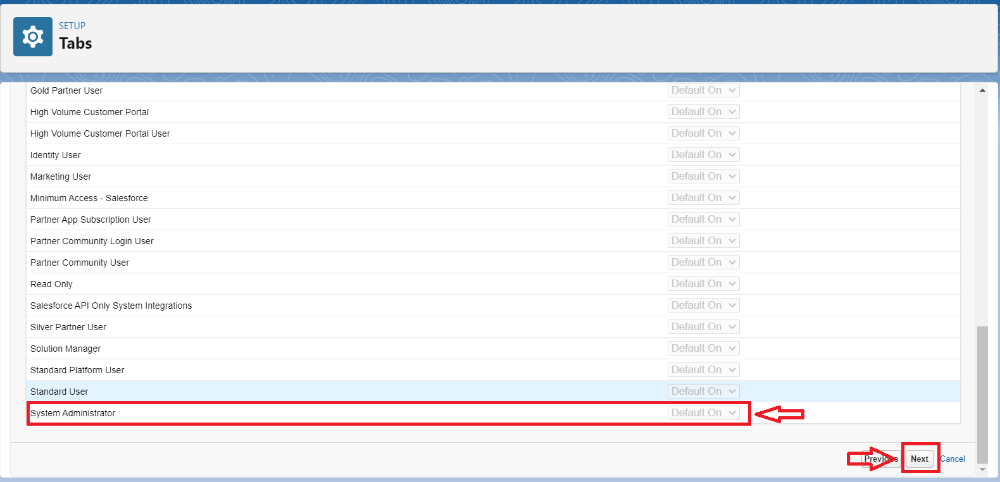 SETUP
Tabs
Gold Partner User Default On
High Volume Customer Portal Default On
High Volume Customer Portal User Default On
Identity User Default On
Marketing User Default On
Minimum Access - Salesforce Default On
Partner App Subscription User Default On
Partner Community Login User Default On
Partner Community User Default On
Read Only Default On
Salesforce API Only System Integrations Default On
Silver Partner User Default On
Solution Manager Default On
Standard Platform User Default On
Standard User Default On
System Administrator Default On
Previous Next Cancel